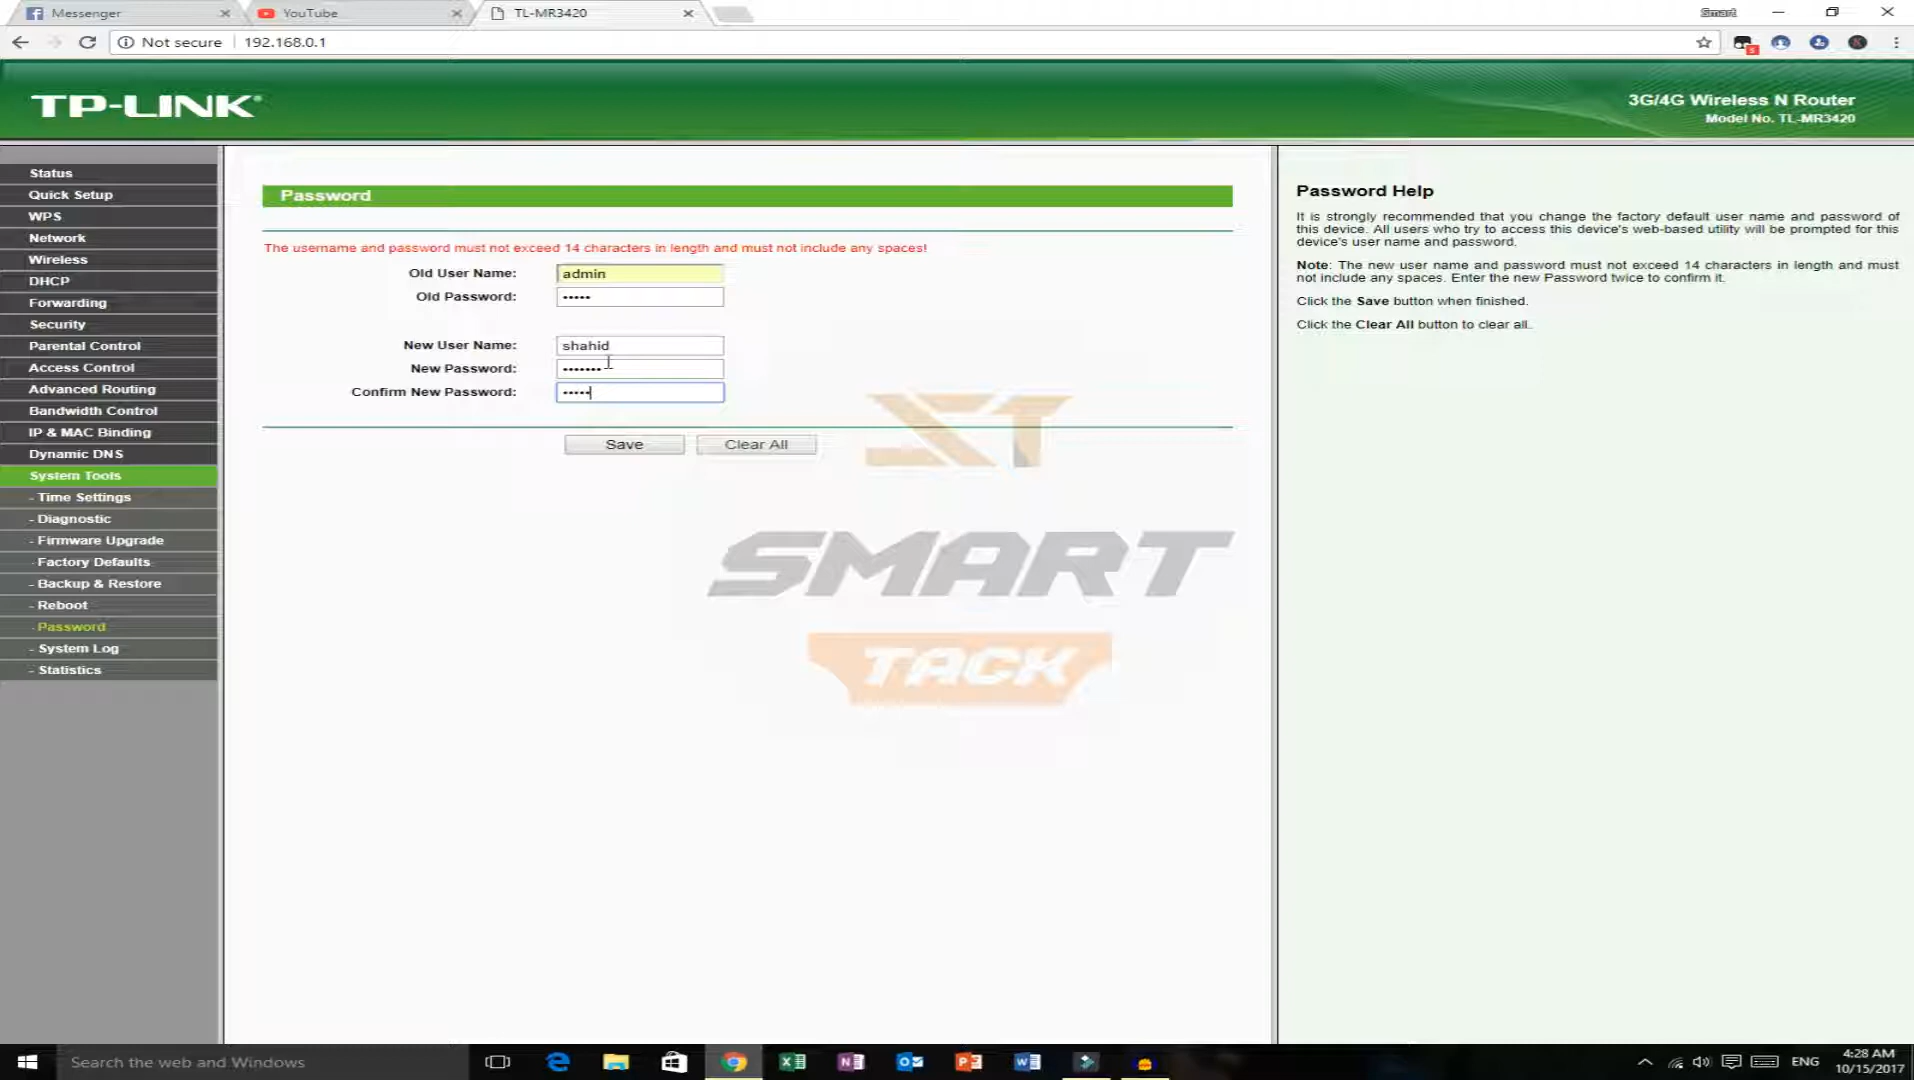 Messenger
YouTube
TL-MR3420
Smart
Not secure
192.168.0.1
5
TP-LINK
3G/4G Wireless N Router
Model No. TL-MR3420
Status
Quick Setup
WPS
Network
Wireless
DHCP
Forwarding
Security
Parental Control
Access Control
Advanced Routing
Bandwidth Control
IP & MAC Binding
Dynamic DNS
System Tools
- Time Settings
- Diagnostic
- Firmware Upgrade
- Factory Defaults
- Backup & Restore
- Reboot
- Password
- System Log
- Statistics
Password
The username and password must not exceed 14 characters in length and must not include any spaces!
Old User Name: admin
Old Password: •••••
New User Name: shahid
New Password: •••••••
Confirm New Password: •••••
Save Clear All
ST
SMART
TACK
Password Help
It is strongly recommended that you change the factory default user name and password of
this device. All users who try to access this device's web-based utility will be prompted for this
device's user name and password.
Note: The new user name and password must not exceed 14 characters in length and must
not include any spaces. Enter the new Password twice to confirm it.
Click the Save button when finished.
Click the Clear All button to clear all.
Search the web and Windows
ENG
4:28 AM
10/15/2017